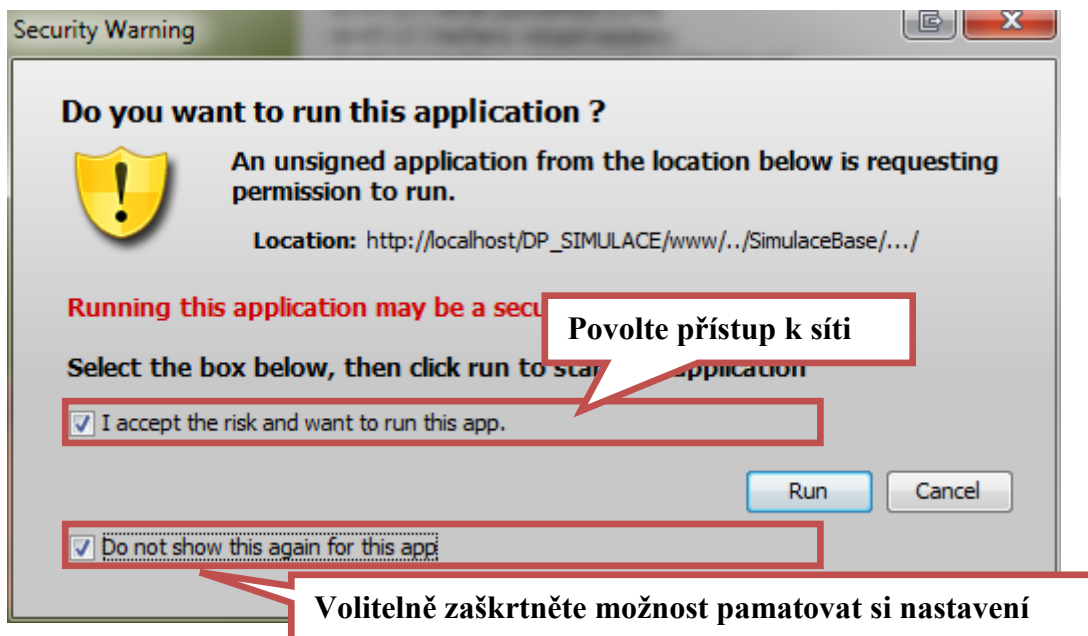 Security Warning
Do you want to run this application ?
An unsigned application from the location below is requesting
permission to run.
Location: http://localhost/DP_SIMULACE/www/../SimulaceBase/.../
Running this application may be a
Povolte přístup k síti
Select the box below, then click run to application
I accept the risk and want to run this app.
Run Cancel
Do not show this again for this app
Volitelně zaškrtněte možnost pamatovat si nastavení